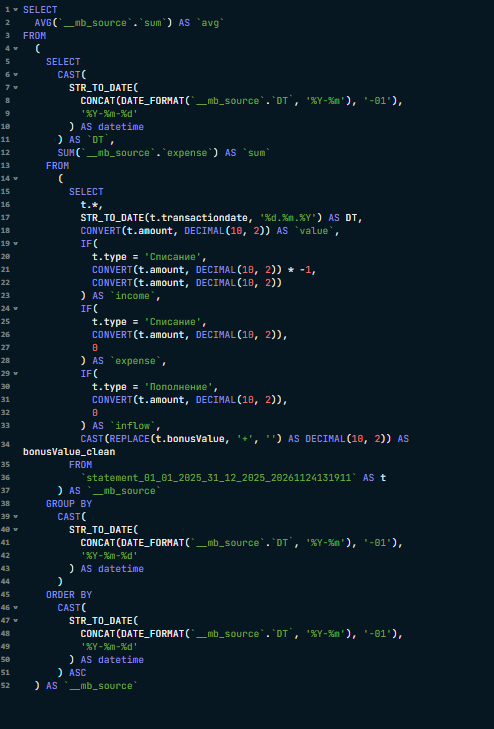 1 SELECT
2 AVG(`__mb_source`.`sum`) AS `avg`
3 FROM
4 (
5 SELECT
6 CAST(
7 STR_TO_DATE(
8 CONCAT(DATE_FORMAT(`__mb_source`.`DT`, '%Y-%m'), '-01'),
9 '%Y-%m-%d'
10 ) AS datetime
11 ) AS `DT`,
12 SUM(`__mb_source`.`expense`) AS `sum`
13 FROM
14 (
15 SELECT
16 t.*,
17 STR_TO_DATE(t.transactiondate, '%d.%m.%Y') AS DT,
18 CONVERT(t.amount, DECIMAL(10, 2)) AS `value`,
19 IF(
20 t.type = 'Списание',
21 CONVERT(t.amount, DECIMAL(10, 2)) * -1,
22 CONVERT(t.amount, DECIMAL(10, 2))
23 ) AS `income`,
24 IF(
25 t.type = 'Списание',
26 CONVERT(t.amount, DECIMAL(10, 2)),
27 0
28 ) AS `expense`,
29 IF(
30 t.type = 'Пополнение',
31 CONVERT(t.amount, DECIMAL(10, 2)),
32 0
33 ) AS `inflow`,
34 CAST(REPLACE(t.bonusValue, '+', '') AS DECIMAL(10, 2)) AS
bonusValue_clean
35 FROM
36 `statement_01_01_2025_31_12_2025_20261124131911` AS t
37 ) AS `__mb_source`
38 GROUP BY
39 CAST(
40 STR_TO_DATE(
41 CONCAT(DATE_FORMAT(`__mb_source`.`DT`, '%Y-%m'), '-01'),
42 '%Y-%m-%d'
43 ) AS datetime
44 )
45 ORDER BY
46 CAST(
47 STR_TO_DATE(
48 CONCAT(DATE_FORMAT(`__mb_source`.`DT`, '%Y-%m'), '-01'),
49 '%Y-%m-%d'
50 ) AS datetime
51 ) ASC
52 ) AS `__mb_source`